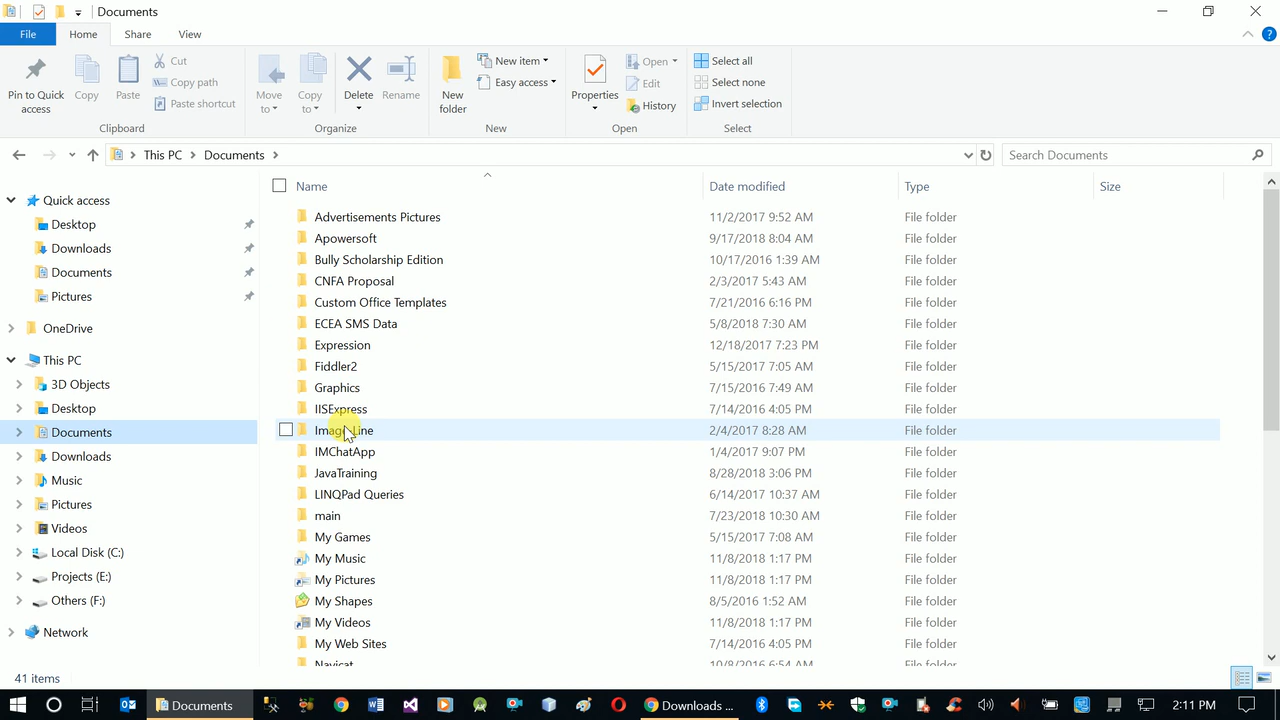 Documents
File Home Share View
Pin to Quick access
Copy
Paste
Cut
Copy path
Paste shortcut
Clipboard
Move to
Copy to
Delete
Rename
Organize
New folder
New item
Easy access
New
Properties
Open
Edit
History
Open
Select all
Select none
Invert selection
Select
This PC Documents
Search Documents
Name Date modified Type Size
Quick access
Desktop
Downloads
Documents
Pictures
OneDrive
This PC
3D Objects
Desktop
Documents
Downloads
Music
Pictures
Videos
Local Disk (C:)
Projects (E:)
Others (F:)
Network
Advertisements Pictures 11/2/2017 9:52 AM File folder
Apowersoft 9/17/2018 8:04 AM File folder
Bully Scholarship Edition 10/17/2016 1:39 AM File folder
CNFA Proposal 2/3/2017 5:43 AM File folder
Custom Office Templates 7/21/2016 6:16 PM File folder
ECEA SMS Data 5/8/2018 7:30 AM File folder
Expression 12/18/2017 7:23 PM File folder
Fiddler2 5/15/2017 7:05 AM File folder
Graphics 7/15/2016 7:49 AM File folder
IISExpress 7/14/2016 4:05 PM File folder
Image-Line 2/4/2017 8:28 AM File folder
IMChatApp 1/4/2017 9:07 PM File folder
JavaTraining 8/28/2018 3:06 PM File folder
LINQPad Queries 6/14/2017 10:37 AM File folder
main 7/23/2018 10:30 AM File folder
My Games 5/15/2017 7:08 AM File folder
My Music 11/8/2018 1:17 PM File folder
My Pictures 11/8/2018 1:17 PM File folder
My Shapes 8/5/2016 1:52 AM File folder
My Videos 11/8/2018 1:17 PM File folder
My Web Sites 7/14/2016 4:05 PM File folder
Navicat 10/8/2016 6:54 AM File folder
41 items
Documents
Downloads ...
2:11 PM